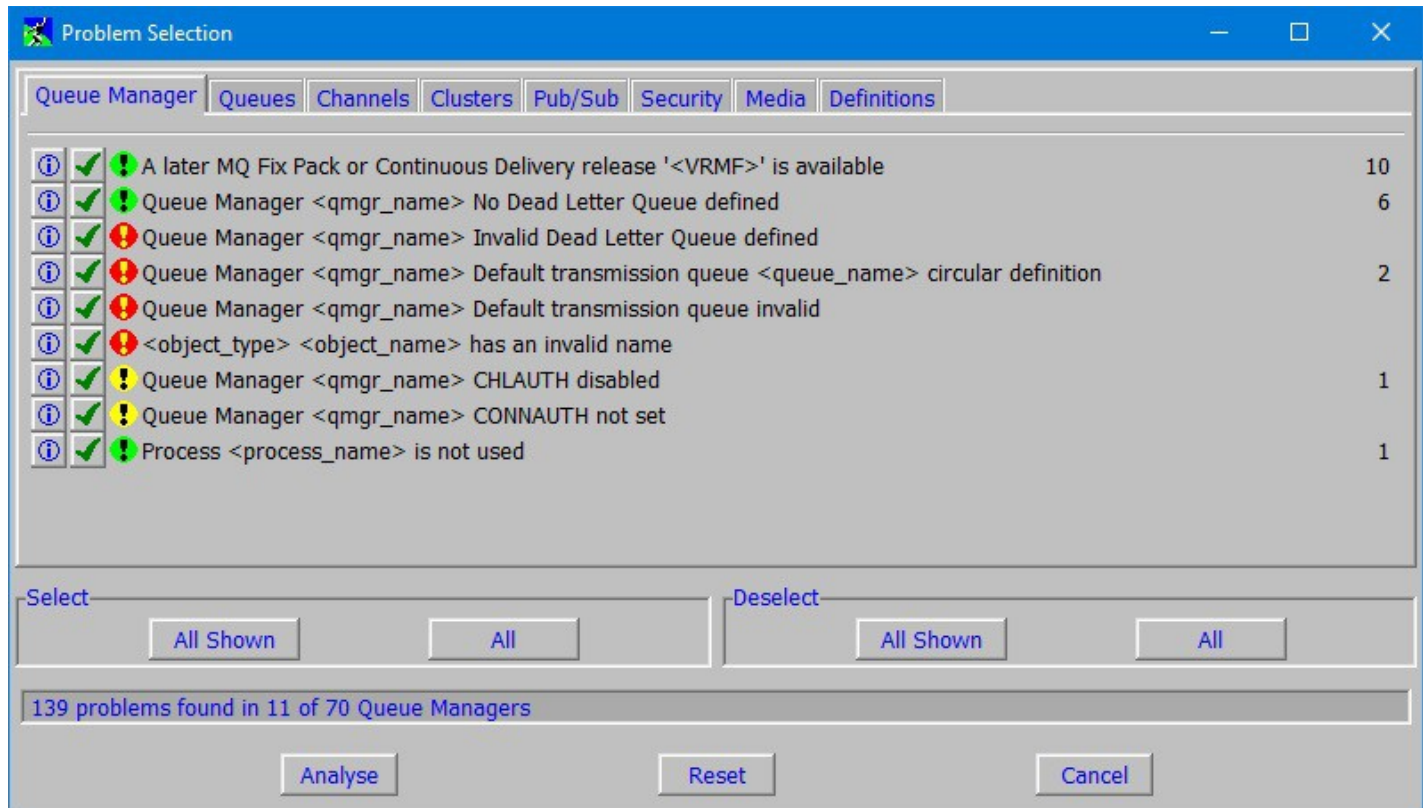 Problem Selection
Queue Manager Queues Channels Clusters Pub/Sub Security Media Definitions
A later MQ Fix Pack or Continuous Delivery release '<VRMF>' is available 10
Queue Manager <qmgr_name> No Dead Letter Queue defined 6
Queue Manager <qmgr_name> Invalid Dead Letter Queue defined
Queue Manager <qmgr_name> Default transmission queue <queue_name> circular definition 2
Queue Manager <qmgr_name> Default transmission queue invalid
<object_type> <object_name> has an invalid name
Queue Manager <qmgr_name> CHLAUTH disabled 1
Queue Manager <qmgr_name> CONNAUTH not set
Process <process_name> is not used 1
Select Deselect
All Shown All All Shown All
139 problems found in 11 of 70 Queue Managers
Analyse Reset Cancel